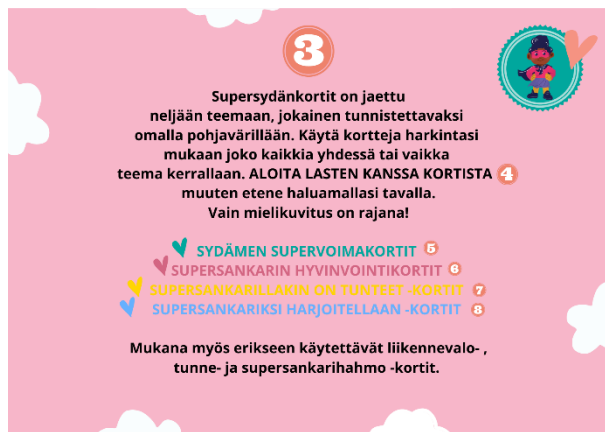 3
Supersydänkortit on jaettu
neljään teemaan, jokainen tunnistettavaksi
omalla pohjavärillään. Käytä kortteja harkintasi
mukaan joko kaikkia yhdessä tai vaikka
teema kerrallaan. ALOITA LASTEN KANSSA KORTISTA 4
muuten etene haluamallasi tavalla.
Vain mielikuvitus on rajana!
SYDÄMEN SUPERVOIMAKORTIT 5
SUPERSANKARIN HYVINVOINTIKORTIT 6
SUPERSANKARILLAKIN ON TUNTEET -KORTIT 7
SUPERSANKARIKSI HARJOITELLAAN -KORTIT 8
Mukana myös erikseen käytettävät liikennevalo- ,
tunne- ja supersankarihahmo -kortit.